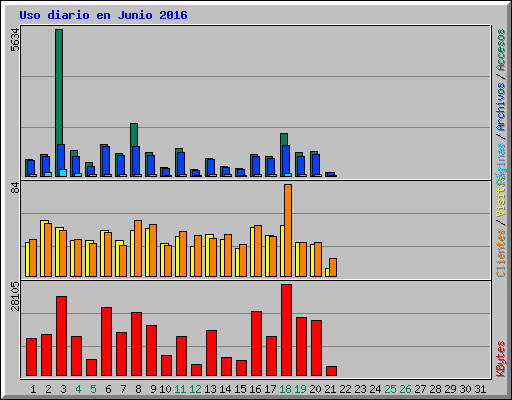 Uso diario en Junio 2016
5634
84
28105
Páginas / Archivos / Accesos
Clientes / Visitas
KBytes
1 2 3 4 5 6 7 8 9 10 11 12 13 14 15 16 17 18 19 20 21 22 23 24 25 26 27 28 29 30 31